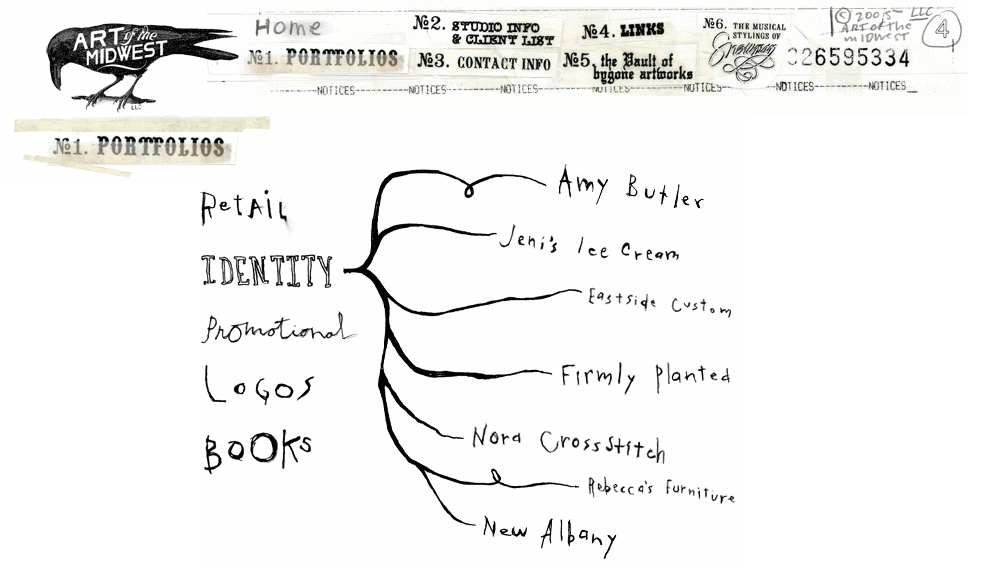 ART of the
MIDWEST
LLC
Home
№1. PORTFOLIOS
№2. STUDIO INFO
& CLIENT LIST
№3. CONTACT INFO
№4. LINKS
№5. the Vault of
bygone artworks
№6. THE MUSICAL
STYLINGS OF
© 2005 LLC
ART of the
midwest
4
026595334
NOTICES NOTICES NOTICES NOTICES NOTICES NOTICES NOTICES
№1. PORTFOLIOS
Retail
IDENTITY
Promotional
Logos
BOOKs
Amy Butler
Jeni's Ice Cream
Eastside Custom
Firmly Planted
Nora CrossStitch
Rebecca's Furniture
New Albany